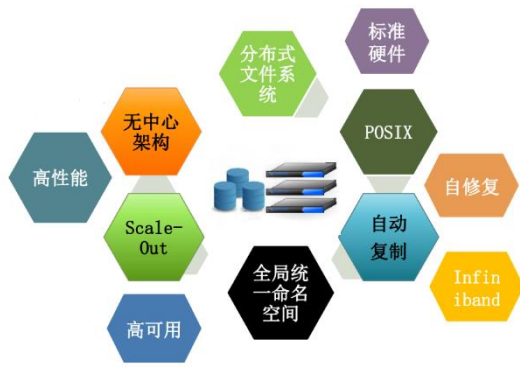 标准
硬件
分布式
文件系
统
无中心
架构
POSIX
高性能
自修复
Scale-
Out
自动
复制
全局统
一命名
空间
Infin
iband
高可用